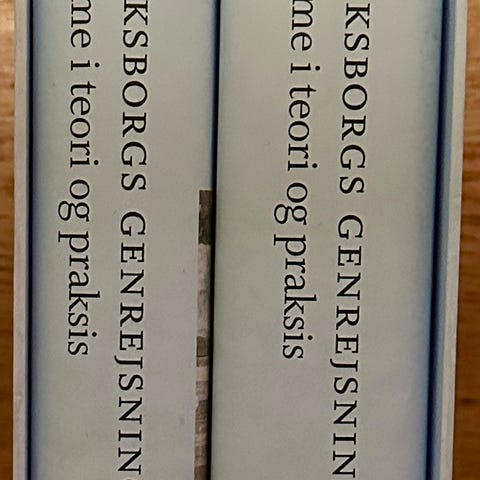 KSBORGS GENREJSNIN
me i teori og praksis
KSBORGS GENREJSNIN
me i teori og praksis